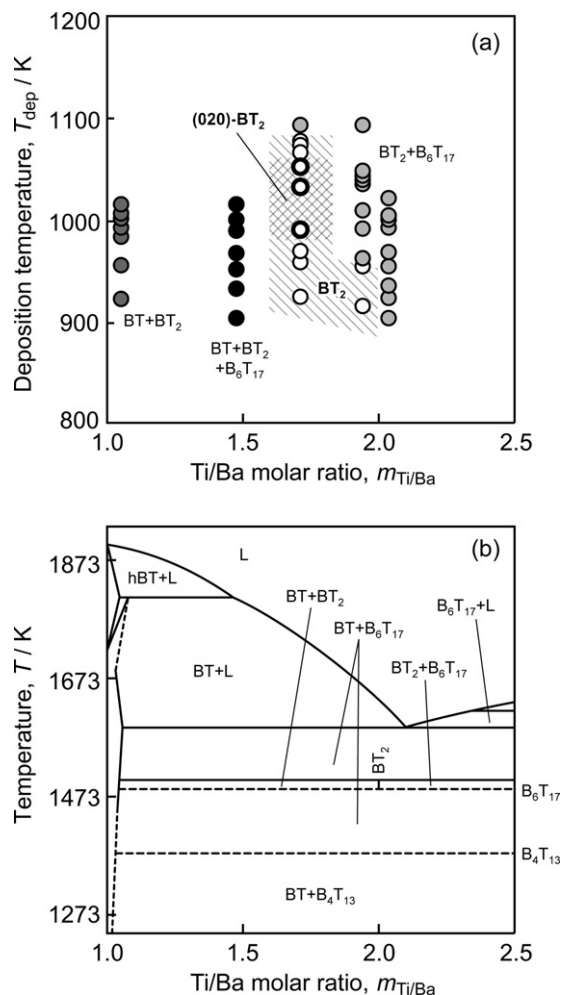 (a)
1200
1100
1000
900
800
Deposition temperature, T_dep / K
(020)-BT₂
BT₂+B₆T₁₇
BT₂
BT+BT₂
BT+BT₂
+B₆T₁₇
1.0 1.5 2.0 2.5
Ti/Ba molar ratio, m_Ti/Ba
(b)
L
1873
1673
1473
1273
Temperature, T / K
hBT+L
BT+BT₂
BT+B₆T₁₇
B₆T₁₇+L
BT+L
BT₂+B₆T₁₇
BT₂
B₆T₁₇
B₄T₁₃
BT+B₄T₁₃
1.0 1.5 2.0 2.5
Ti/Ba molar ratio, m_Ti/Ba